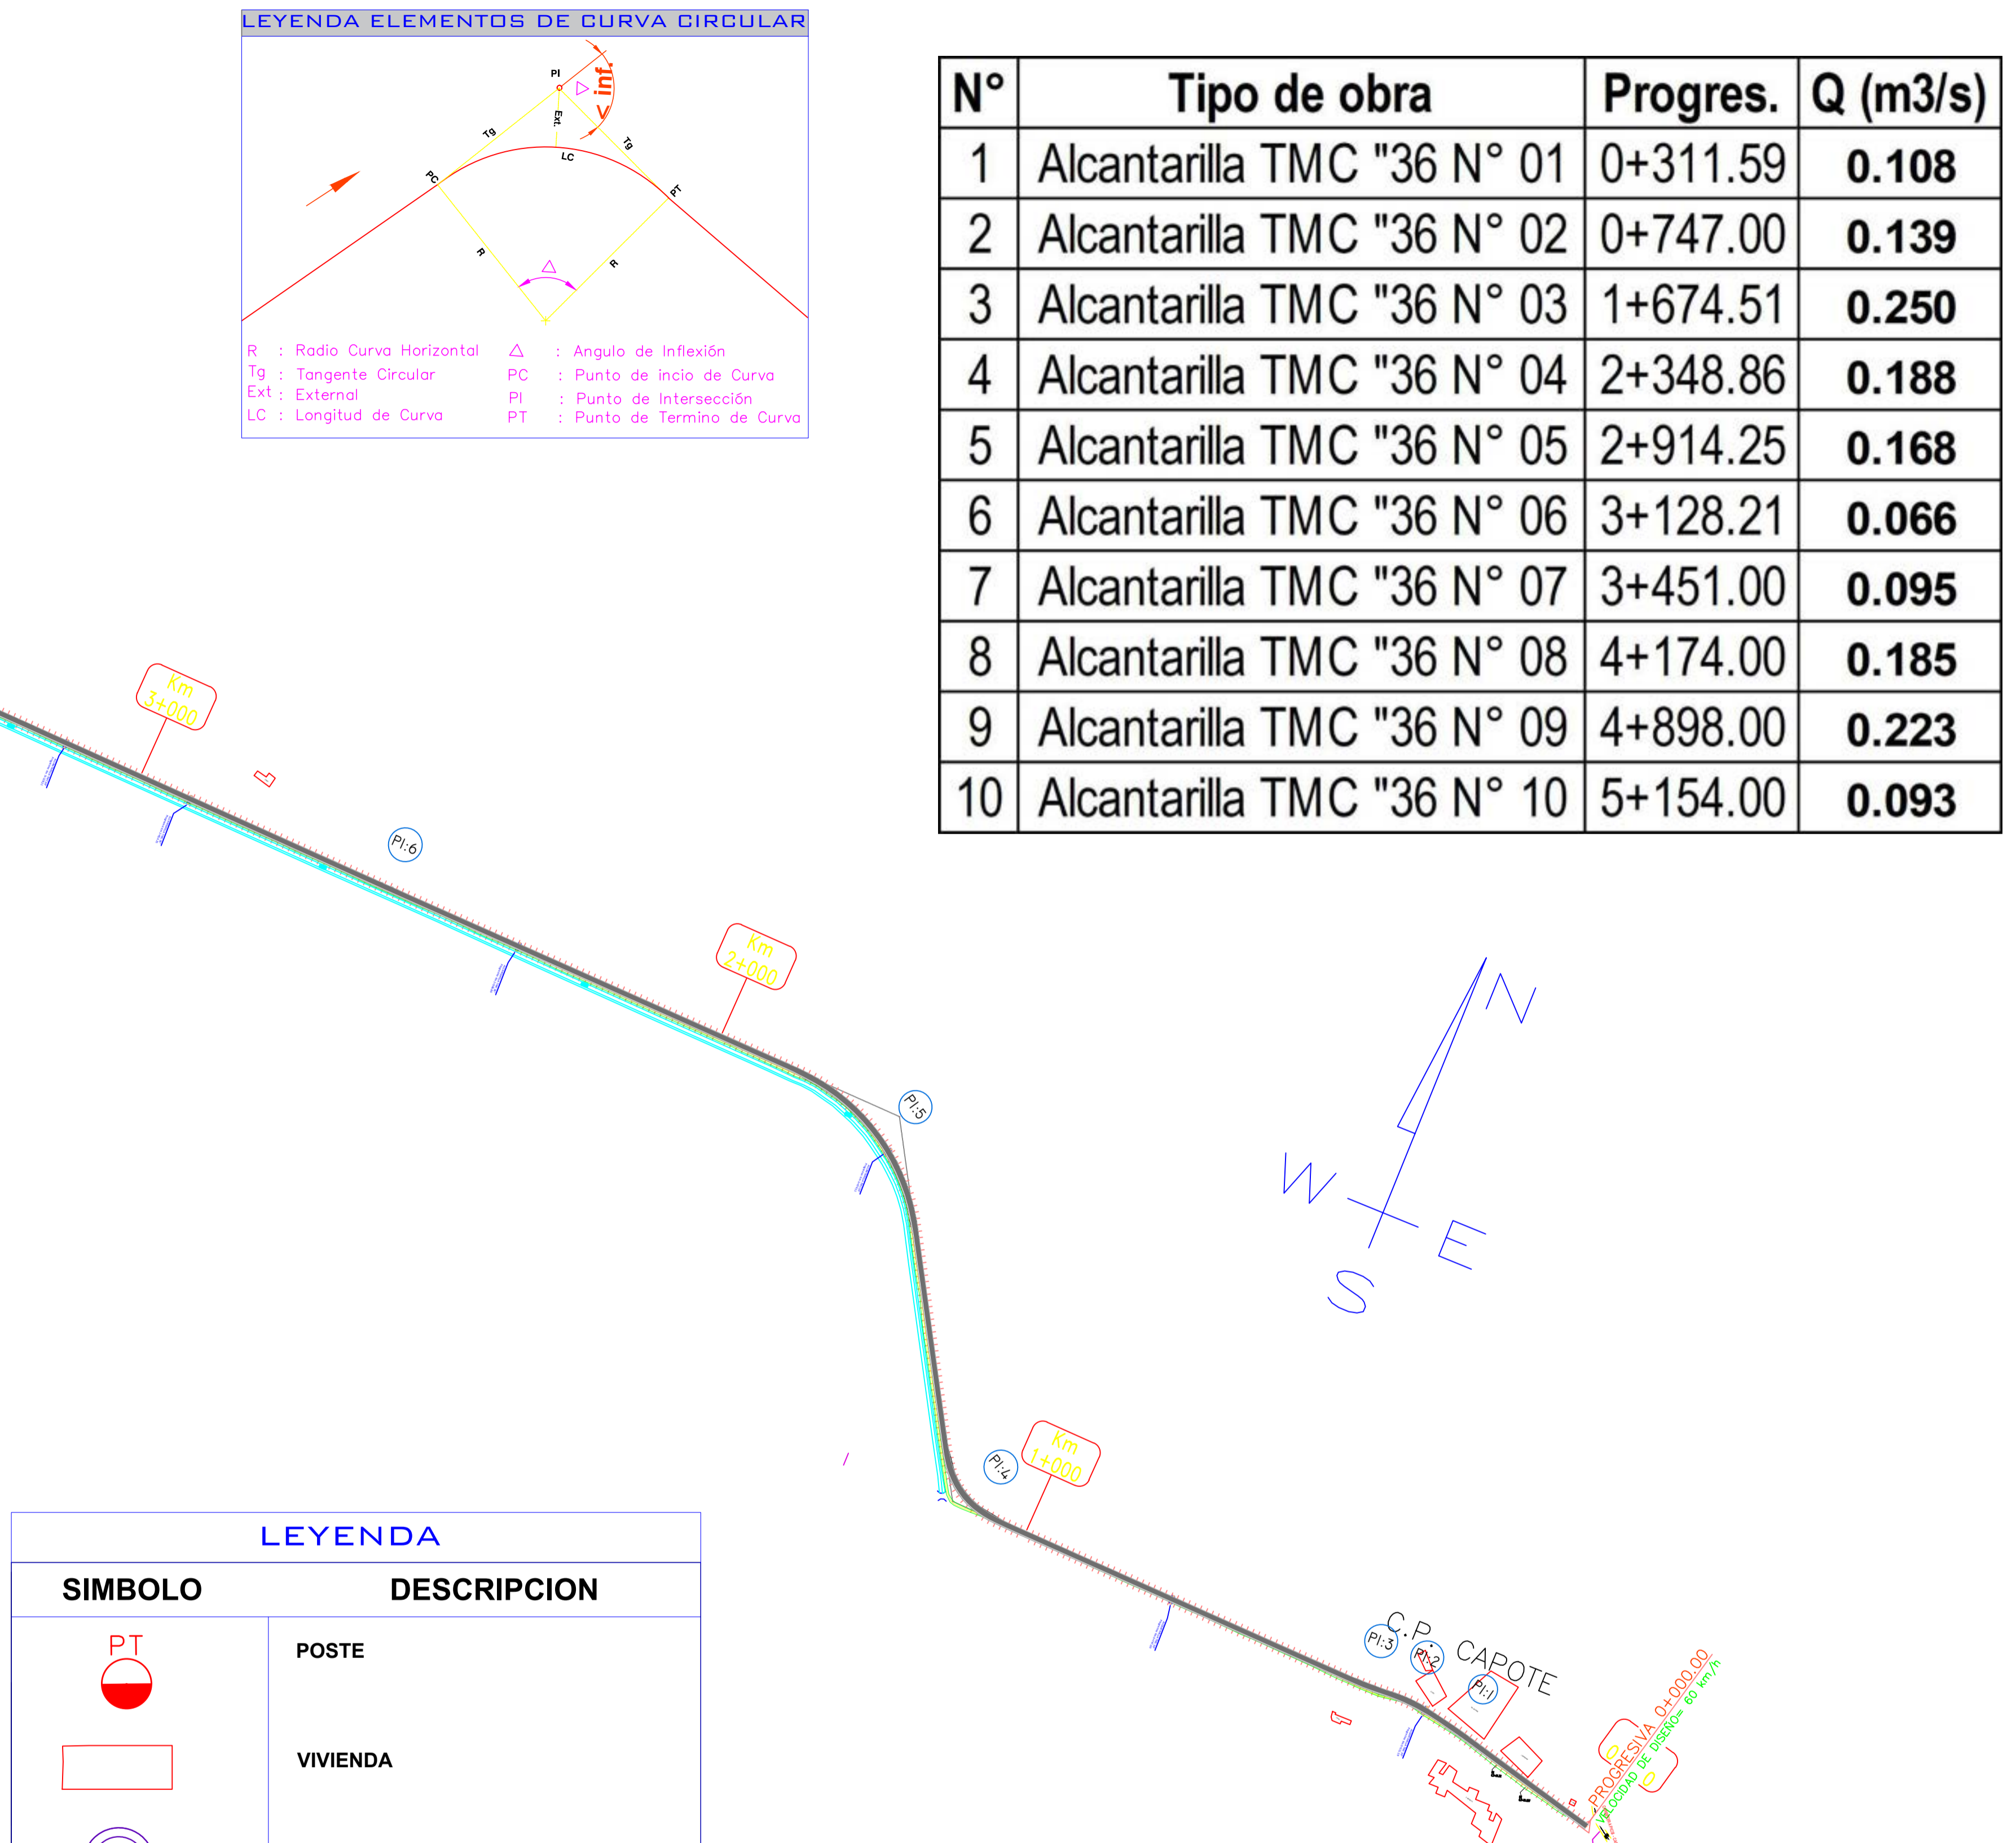 LEYENDA ELEMENTOS DE CURVA CIRCULAR
PI
< inf.
Ext.
Tg
Tg
LC
PC
PT
R
R
R : Radio Curva Horizontal
Tg : Tangente Circular
Ext : External
LC : Longitud de Curva
△ : Angulo de Inflexión
PC : Punto de incio de Curva
PI : Punto de Intersección
PT : Punto de Termino de Curva
N° Tipo de obra Progres. Q (m3/s)
1 Alcantarilla TMC "36 N° 01 0+311.59 0.108
2 Alcantarilla TMC "36 N° 02 0+747.00 0.139
3 Alcantarilla TMC "36 N° 03 1+674.51 0.250
4 Alcantarilla TMC "36 N° 04 2+348.86 0.188
5 Alcantarilla TMC "36 N° 05 2+914.25 0.168
6 Alcantarilla TMC "36 N° 06 3+128.21 0.066
7 Alcantarilla TMC "36 N° 07 3+451.00 0.095
8 Alcantarilla TMC "36 N° 08 4+174.00 0.185
9 Alcantarilla TMC "36 N° 09 4+898.00 0.223
10 Alcantarilla TMC "36 N° 10 5+154.00 0.093
Km
3+000
PI:6
Km
2+000
PI:5
N
W
E
S
PI:4
Km
1+000
C.P. CAPOTE
PI:3
PI:2
PI:1
PROGRESIVA 0+000.00
VELOCIDAD DE DISEÑO= 60 km/h
0
0
LEYENDA
SIMBOLO DESCRIPCION
PT
POSTE
VIVIENDA